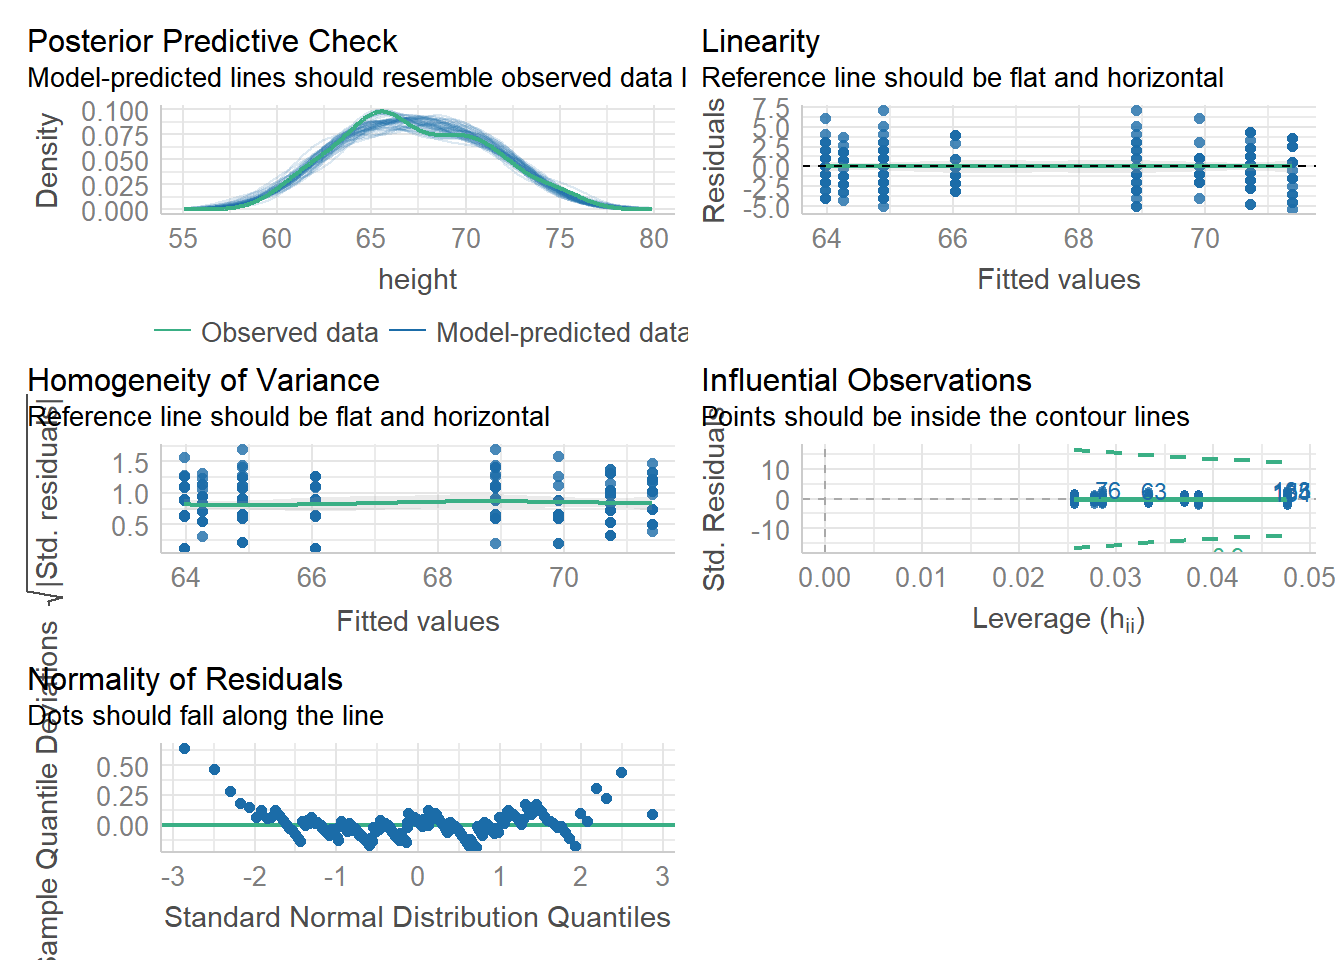 Posterior Predictive Check
Model-predicted lines should resemble observed data l
Density
0.100
0.075
0.050
0.025
0.000
55 60 65 70 75 80
height
Observed data Model-predicted data
Linearity
Reference line should be flat and horizontal
Residuals
7.5
5.0
2.5
0.0
-2.5
-5.0
64 66 68 70
Fitted values
Homogeneity of Variance
Reference line should be flat and horizontal
√|Std. residuals|
1.5
1.0
0.5
64 66 68 70
Fitted values
Influential Observations
Points should be inside the contour lines
Std. Residuals
10
0
-10
76 63
0.00 0.01 0.02 0.03 0.04 0.05
Leverage (hii)
Normality of Residuals
Dots should fall along the line
Sample Quantile Deviations
0.50
0.25
0.00
-3 -2 -1 0 1 2 3
Standard Normal Distribution Quantiles